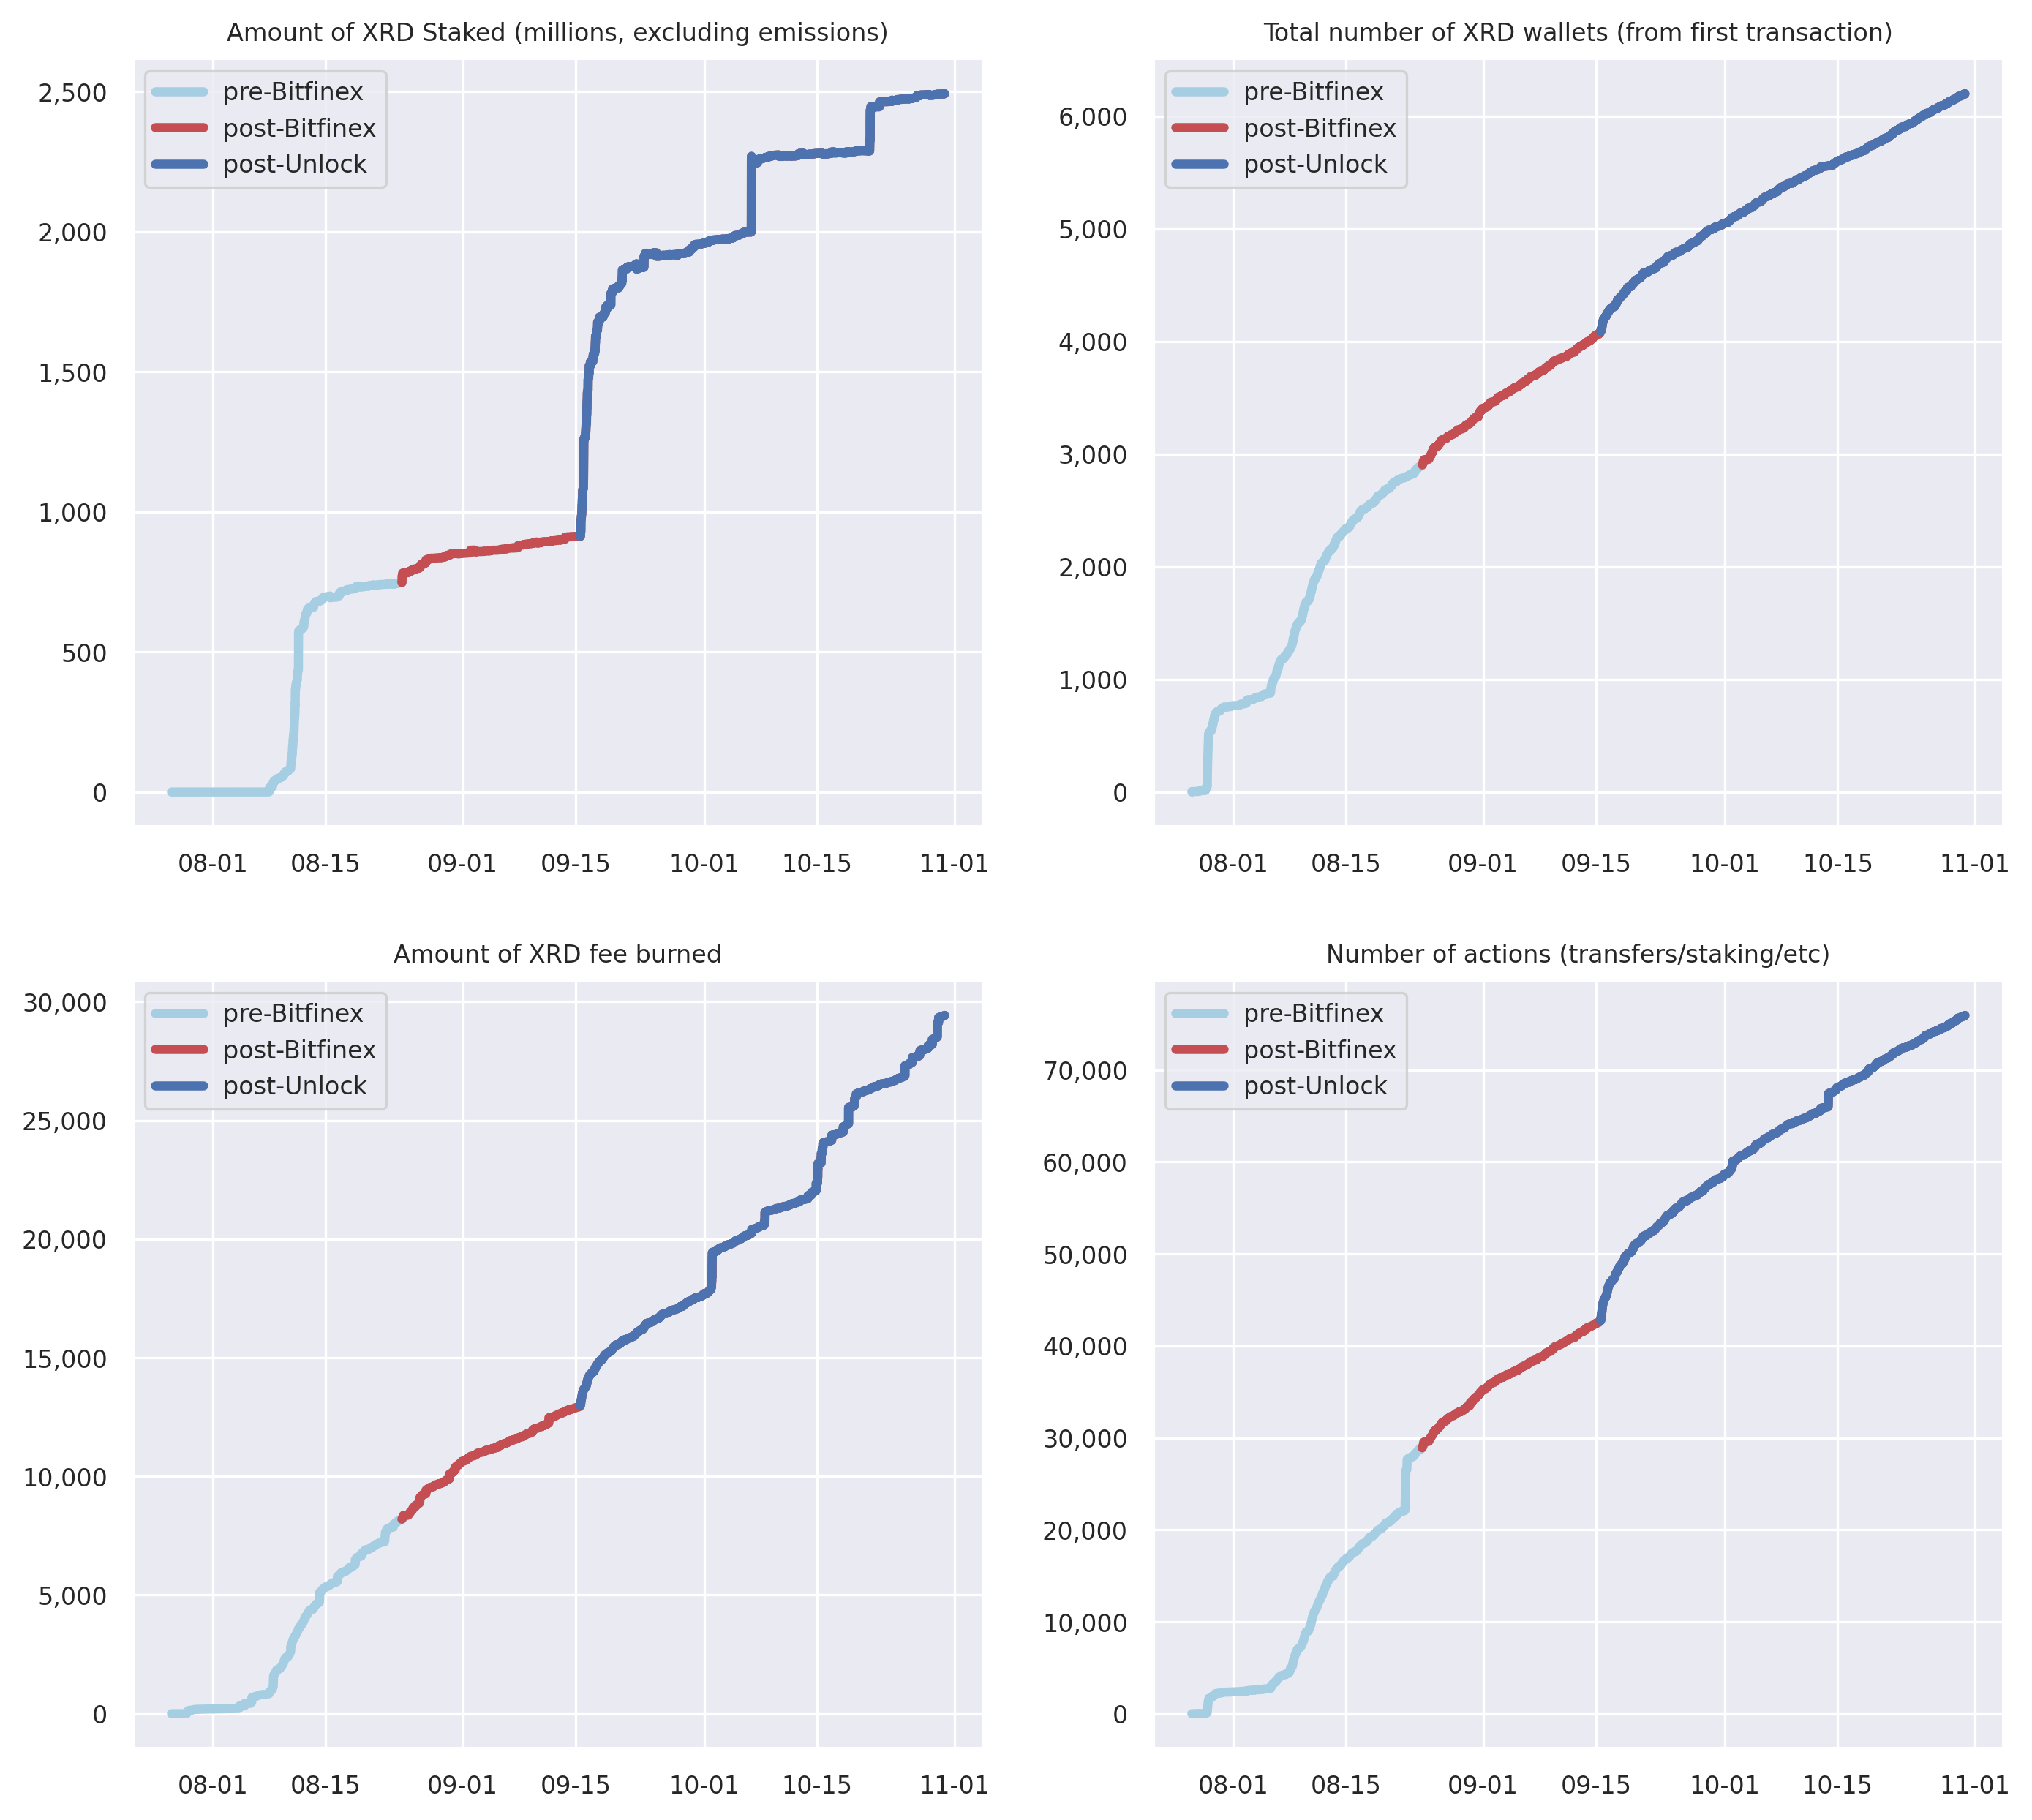 Amount of XRD Staked (millions, excluding emissions)
pre-Bitfinex
post-Bitfinex
post-Unlock
2,500
2,000
1,500
1,000
500
0
08-01 08-15 09-01 09-15 10-01 10-15 11-01
Total number of XRD wallets (from first transaction)
pre-Bitfinex
post-Bitfinex
post-Unlock
6,000
5,000
4,000
3,000
2,000
1,000
0
08-01 08-15 09-01 09-15 10-01 10-15 11-01
Amount of XRD fee burned
pre-Bitfinex
post-Bitfinex
post-Unlock
30,000
25,000
20,000
15,000
10,000
5,000
0
08-01 08-15 09-01 09-15 10-01 10-15 11-01
Number of actions (transfers/staking/etc)
pre-Bitfinex
post-Bitfinex
post-Unlock
70,000
60,000
50,000
40,000
30,000
20,000
10,000
0
08-01 08-15 09-01 09-15 10-01 10-15 11-01